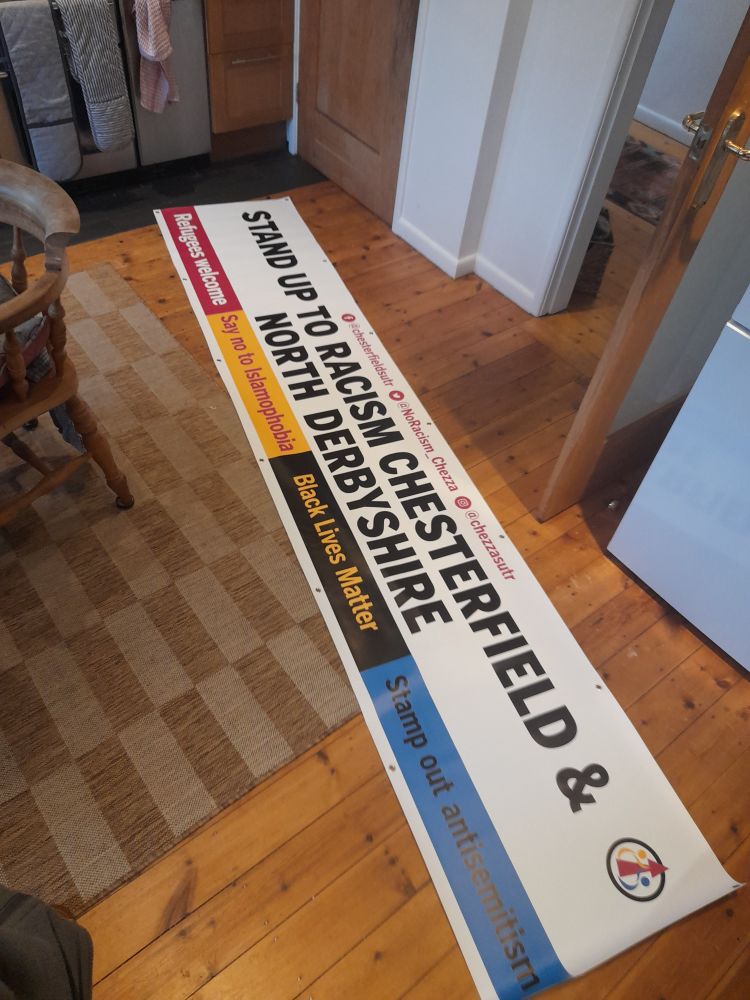 STAND UP TO RACISM CHESTERFIELD &
NORTH DERBYSHIRE
@chesterfieldsutr @NoRacism_Chezza @chezzasutr
Refugees welcome Say no to Islamophobia Black Lives Matter Stamp out antisemitism